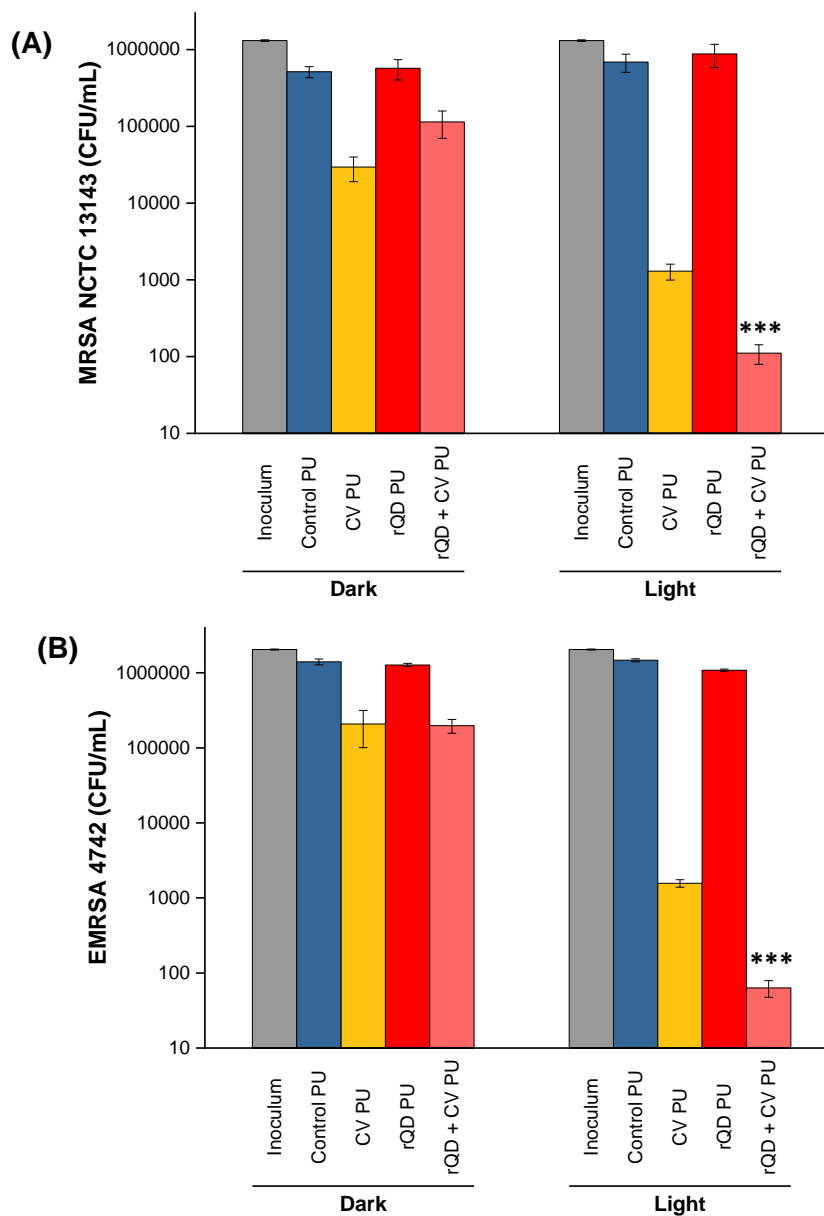 (A)
MRSA NCTC 13143 (CFU/mL)
1000000
100000
10000
1000
100
10
***
Inoculum
Control PU
CV PU
rQD PU
rQD + CV PU
Inoculum
Control PU
CV PU
rQD PU
rQD + CV PU
Dark
Light
(B)
EMRSA 4742 (CFU/mL)
1000000
100000
10000
1000
100
10
***
Inoculum
Control PU
CV PU
rQD PU
rQD + CV PU
Inoculum
Control PU
CV PU
rQD PU
rQD + CV PU
Dark
Light